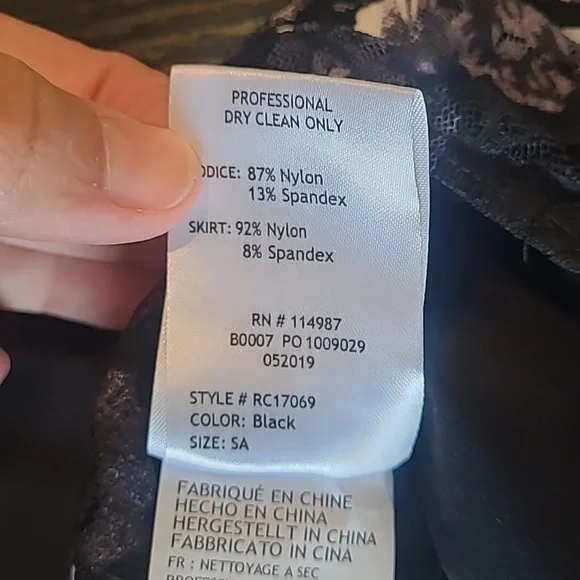 PROFESSIONAL
DRY CLEAN ONLY
87% Nylon
13% Spandex
SKIRT: 92% Nylon
8% Spandex
RN # 114987
B0007 PO 1009029
052019
STYLE # RC17069
COLOR: Black
SIZE: SA
FABRIQUÉ EN CHINE
HECHO EN CHINA
HERGESTELLT IN CHINA
FABBRICATO IN CINA
FR : NETTOYAGE A SEC